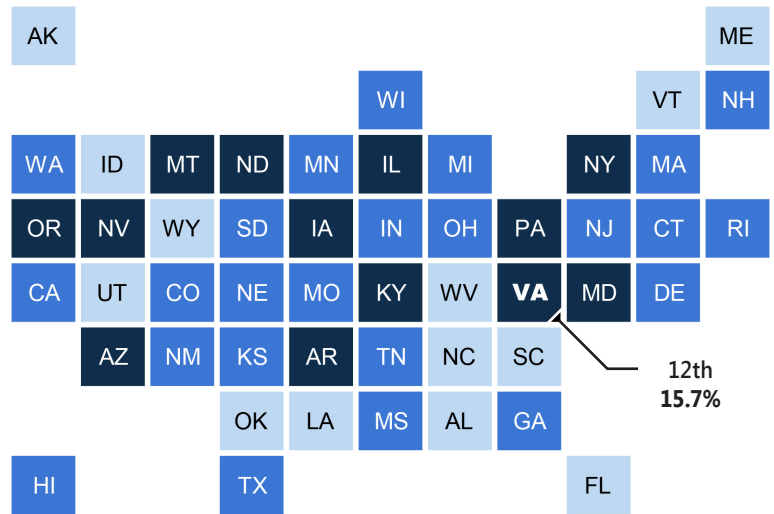 AK ME
WI VT NH
WA ID MT ND MN IL MI NY MA
OR NV WY SD IA IN OH PA NJ CT RI
CA UT CO NE MO KY WV VA MD DE
AZ NM KS AR TN NC SC
12th
15.7%
OK LA MS AL GA
HI TX FL